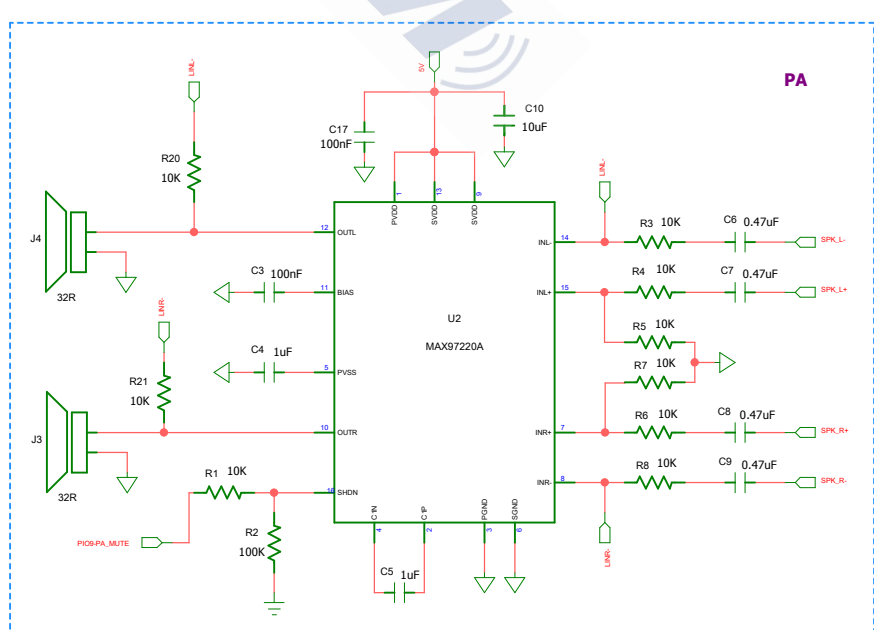 PA
5V
LINL-
C17
100nF
C10
10uF
R20
10K
PVDD
1
SVDD
13
SVDD
9
LINL-
J4
32R
12
OUTL
INL-
14
R3 10K
C6 0.47uF
SPK_L-
C3 100nF
11
BIAS
INL+
15
R4 10K
C7 0.47uF
SPK_L+
LINR-
U2
MAX97220A
R5 10K
C4 1uF
5
PVSS
R7 10K
R21
10K
J3
32R
10
OUTR
INR+
7
R6 10K
C8 0.47uF
SPK_R+
R1 10K
16
SHDN
INR-
8
R8 10K
C9 0.47uF
SPK_R-
C1N
4
C1P
2
PGND
3
SGND
6
PIO9-PA_MUTE
R2
100K
LINR-
C5 1uF